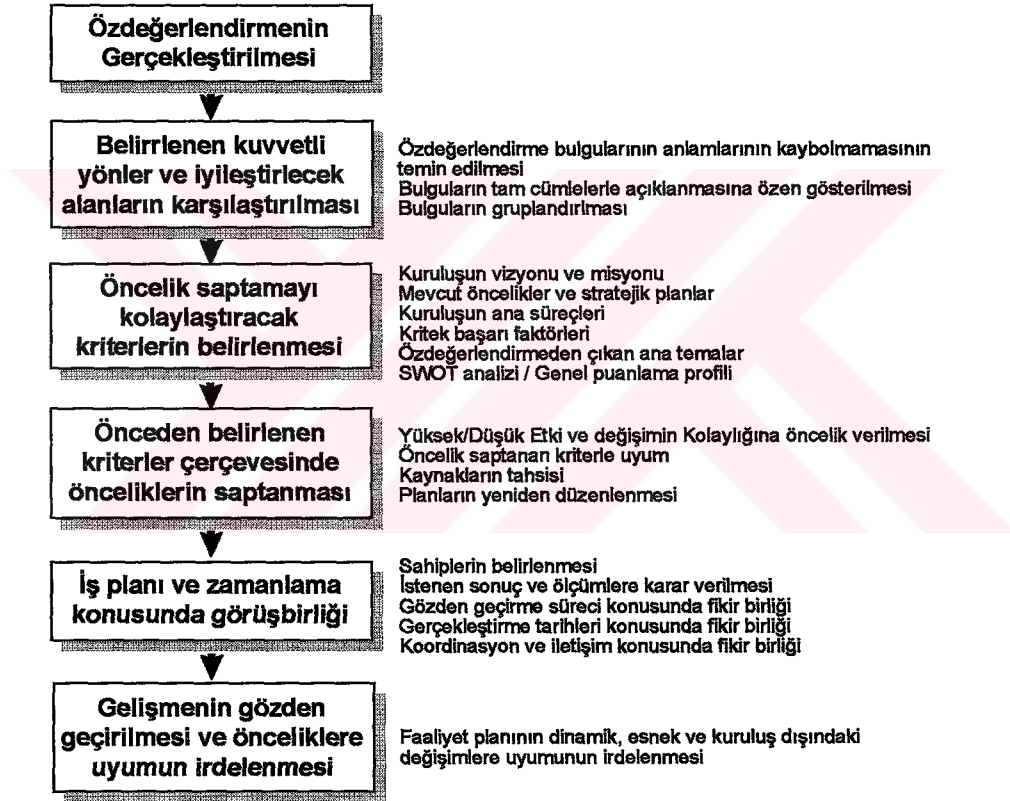 Özdeğerlendirmenin
Gerçekleştirilmesi
Belirrlenen kuvvetli
yönler ve iyileştirlecek
alanların karşılaştırılması
Özdeğerlendirme bulgularının anlamlarının kaybolmamasının
temin edilmesi
Bulguların tam cümlelerle açıklanmasına özen gösterilmesi
Bulguların gruplandırılması
Öncelik saptamayı
kolaylaştıracak
kriterlerin belirlenmesi
Kuruluşun vizyonu ve misyonu
Mevcut öncelikler ve stratejik planlar
Kuruluşun ana süreçleri
Kritek başarı faktörleri
Özdeğerlendirmeden çıkan ana temalar
SWOT analizi / Genel puanlama profili
Önceden belirlenen
kriterler çerçevesinde
önceliklerin saptanması
Yüksek/Düşük Etki ve değişimin Kolaylığına öncelik verilmesi
Öncelik saptanan kriterle uyum
Kaynakların tahsisi
Planların yeniden düzenlenmesi
İş planı ve zamanlama
konusunda görüşbirliği
Sahiplerin belirlenmesi
İstenen sonuç ve ölçümlere karar verilmesi
Gözden geçirme süreci konusunda fikir birliği
Gerçekleştirme tarihleri konusunda fikir birliği
Koordinasyon ve iletişim konusunda fikir birliği
Gelişmenin gözden
geçirilmesi ve önceliklere
uyumun irdelenmesi
Faaliyet planının dinamik, esnek ve kuruluş dışındaki
değişimlere uyumunun irdelenmesi